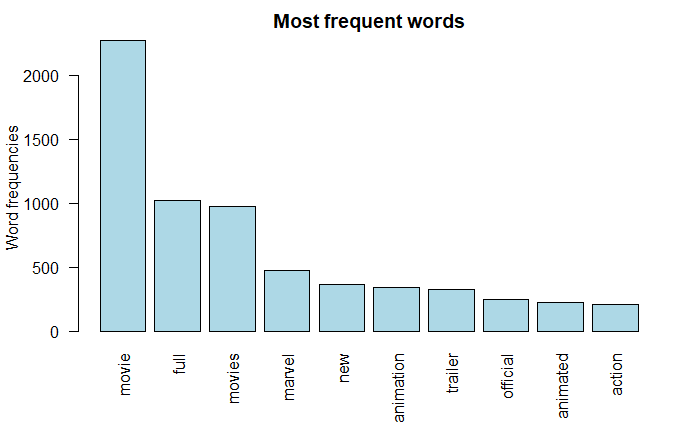 Most frequent words
Word frequencies
2000
1500
1000
500
0
movie
full
movies
marvel
new
animation
trailer
official
animated
action